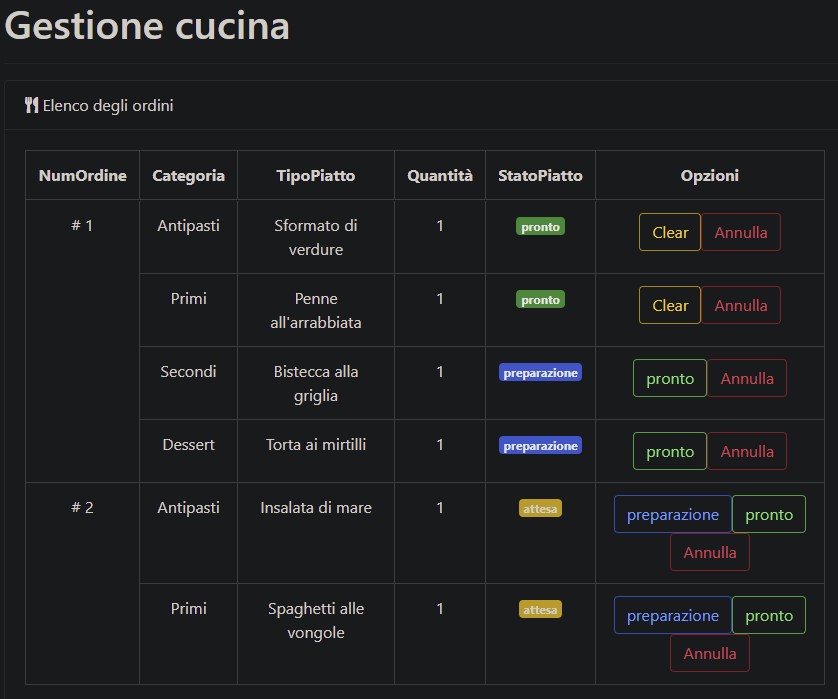 Gestione cucina
Elenco degli ordini
NumOrdine Categoria TipoPiatto Quantità StatoPiatto Opzioni
# 1 Antipasti Sformato di 1 pronto Clear Annulla
verdure
Primi Penne 1 pronto Clear Annulla
all'arrabbiata
Secondi Bistecca alla 1 preparazione pronto Annulla
griglia
Dessert Torta ai mirtilli 1 preparazione pronto Annulla
# 2 Antipasti Insalata di mare 1 attesa preparazione pronto
Annulla
Primi Spaghetti alle 1 attesa preparazione pronto
vongole Annulla